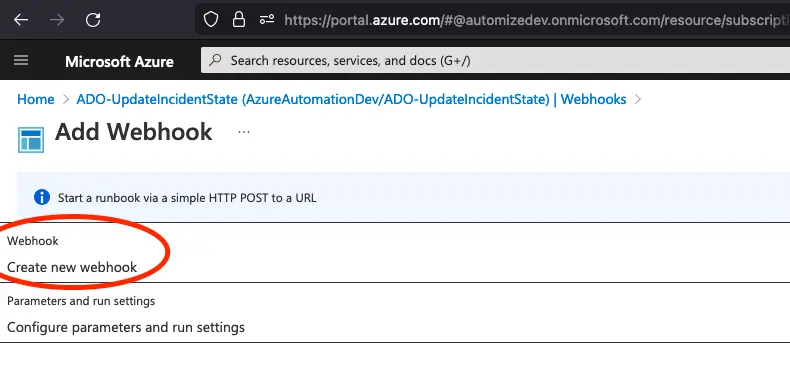 https://portal.azure.com/#@automizedev.onmicrosoft.com/resource/subscripti
Microsoft Azure
Search resources, services, and docs (G+/)
Home > ADO-UpdateIncidentState (AzureAutomationDev/ADO-UpdateIncidentState) | Webhooks >
Add Webhook ...
Start a runbook via a simple HTTP POST to a URL
Webhook
Create new webhook
Parameters and run settings
Configure parameters and run settings